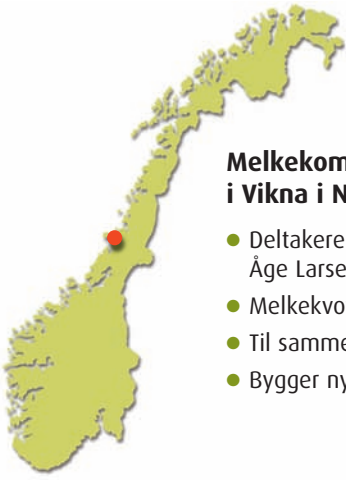 Melkekom
i Vikna i N
• Deltakere
Åge Larse
• Melkekvo
• Til samme
• Bygger ny